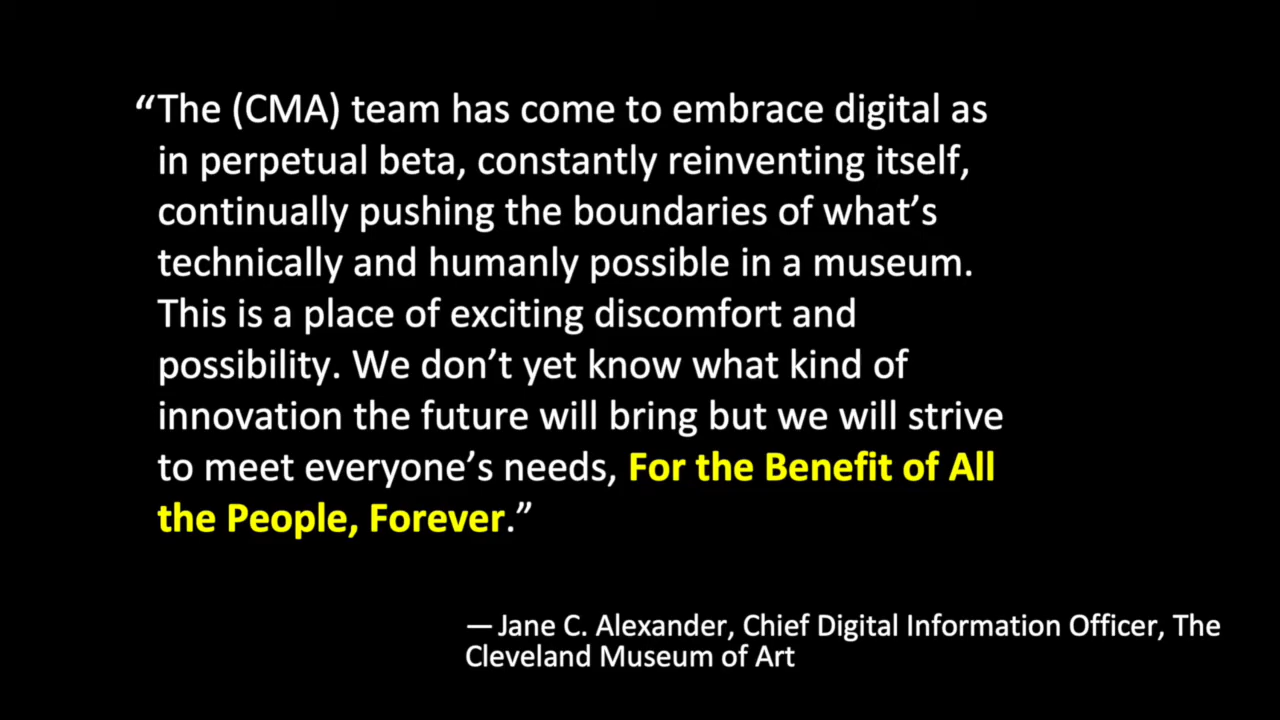 “The (CMA) team has come to embrace digital as
in perpetual beta, constantly reinventing itself,
continually pushing the boundaries of what’s
technically and humanly possible in a museum.
This is a place of exciting discomfort and
possibility. We don’t yet know what kind of
innovation the future will bring but we will strive
to meet everyone’s needs, For the Benefit of All
the People, Forever.”
—Jane C. Alexander, Chief Digital Information Officer, The
Cleveland Museum of Art